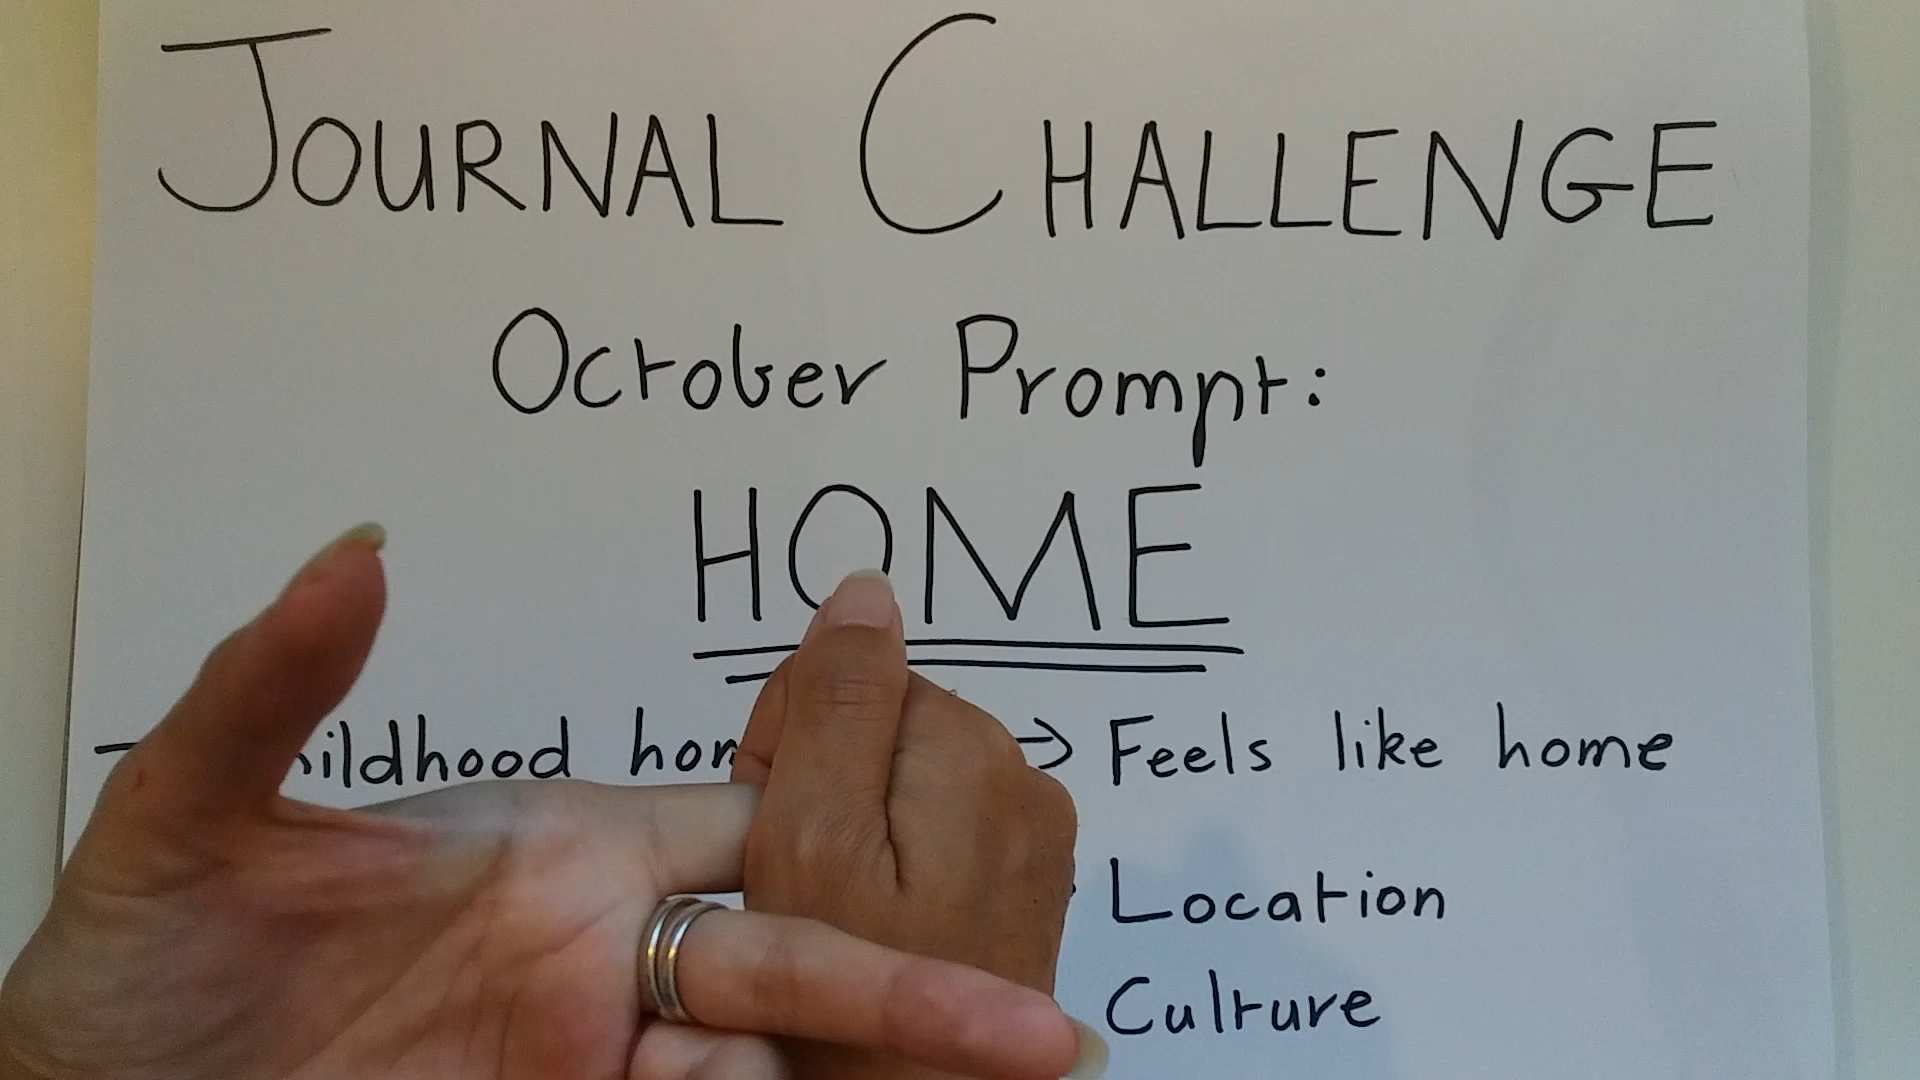 JOURNAL CHALLENGE
October Prompt:
HOME
→ Feels like home
Location
Culture